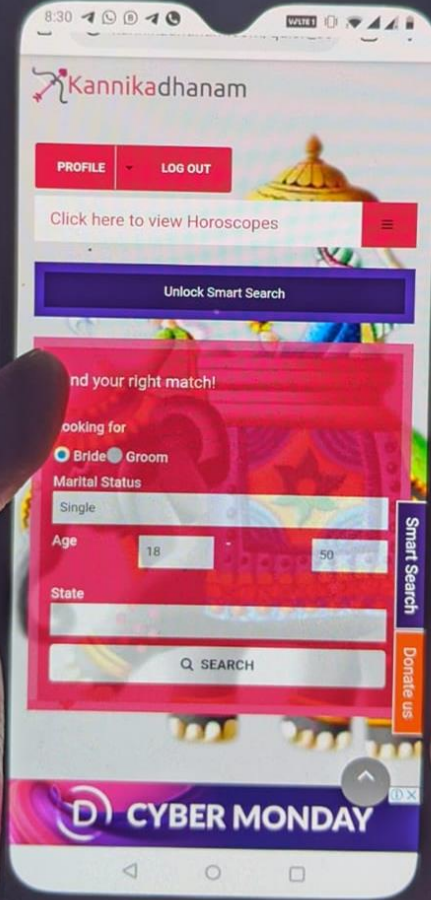 8:30
VoLTE 1
Kannikadhanam
PROFILE
LOG OUT
Click here to view Horoscopes
Unlock Smart Search
nd your right match!
ooking for
Bride Groom
Marital Status
Single
Age 18 - 50
State
SEARCH
Smart Search
Donate us
D CYBER MONDAY